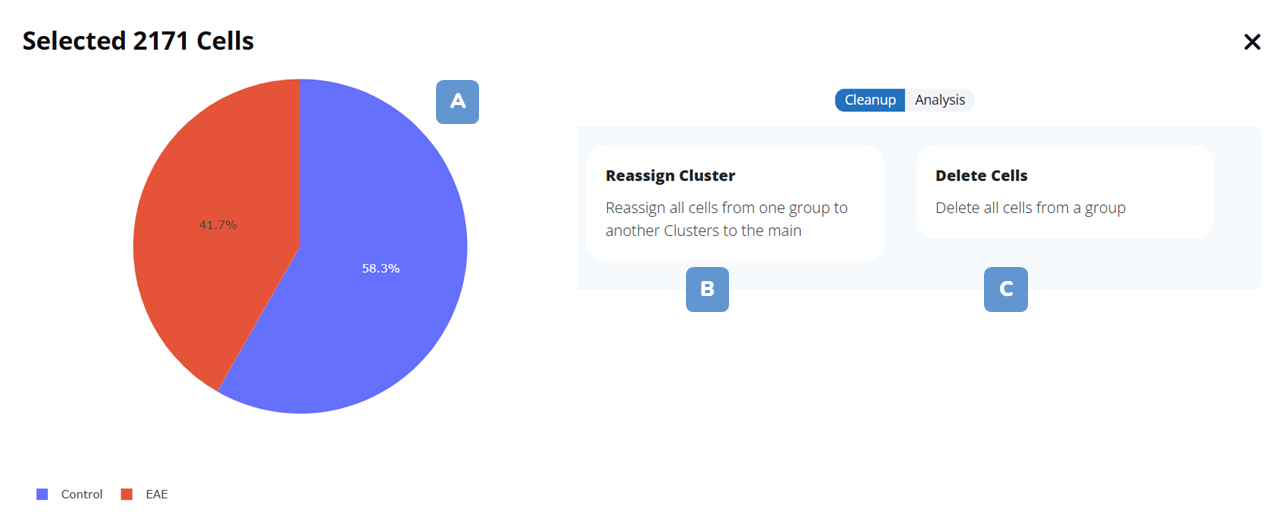 Selected 2171 Cells
A
Cleanup Analysis
Reassign Cluster
Reassign all cells from one group to
another Clusters to the main
Delete Cells
Delete all cells from a group
41.7%
58.3%
B
C
Control EAE